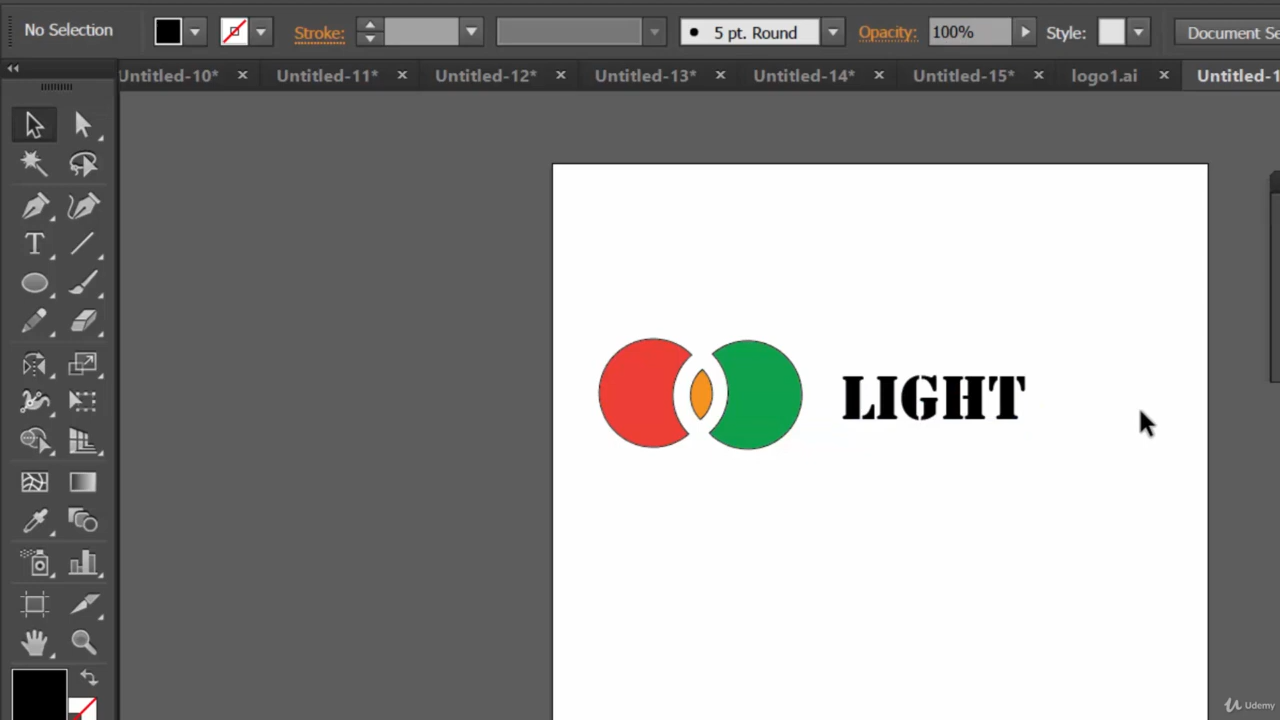 No Selection Stroke: 5 pt. Round Opacity: 100% Style: Document Se
Untitled-10* Untitled-11* Untitled-12* Untitled-13* Untitled-14* Untitled-15* logo1.ai Untitled-1
LIGHT
Udemy